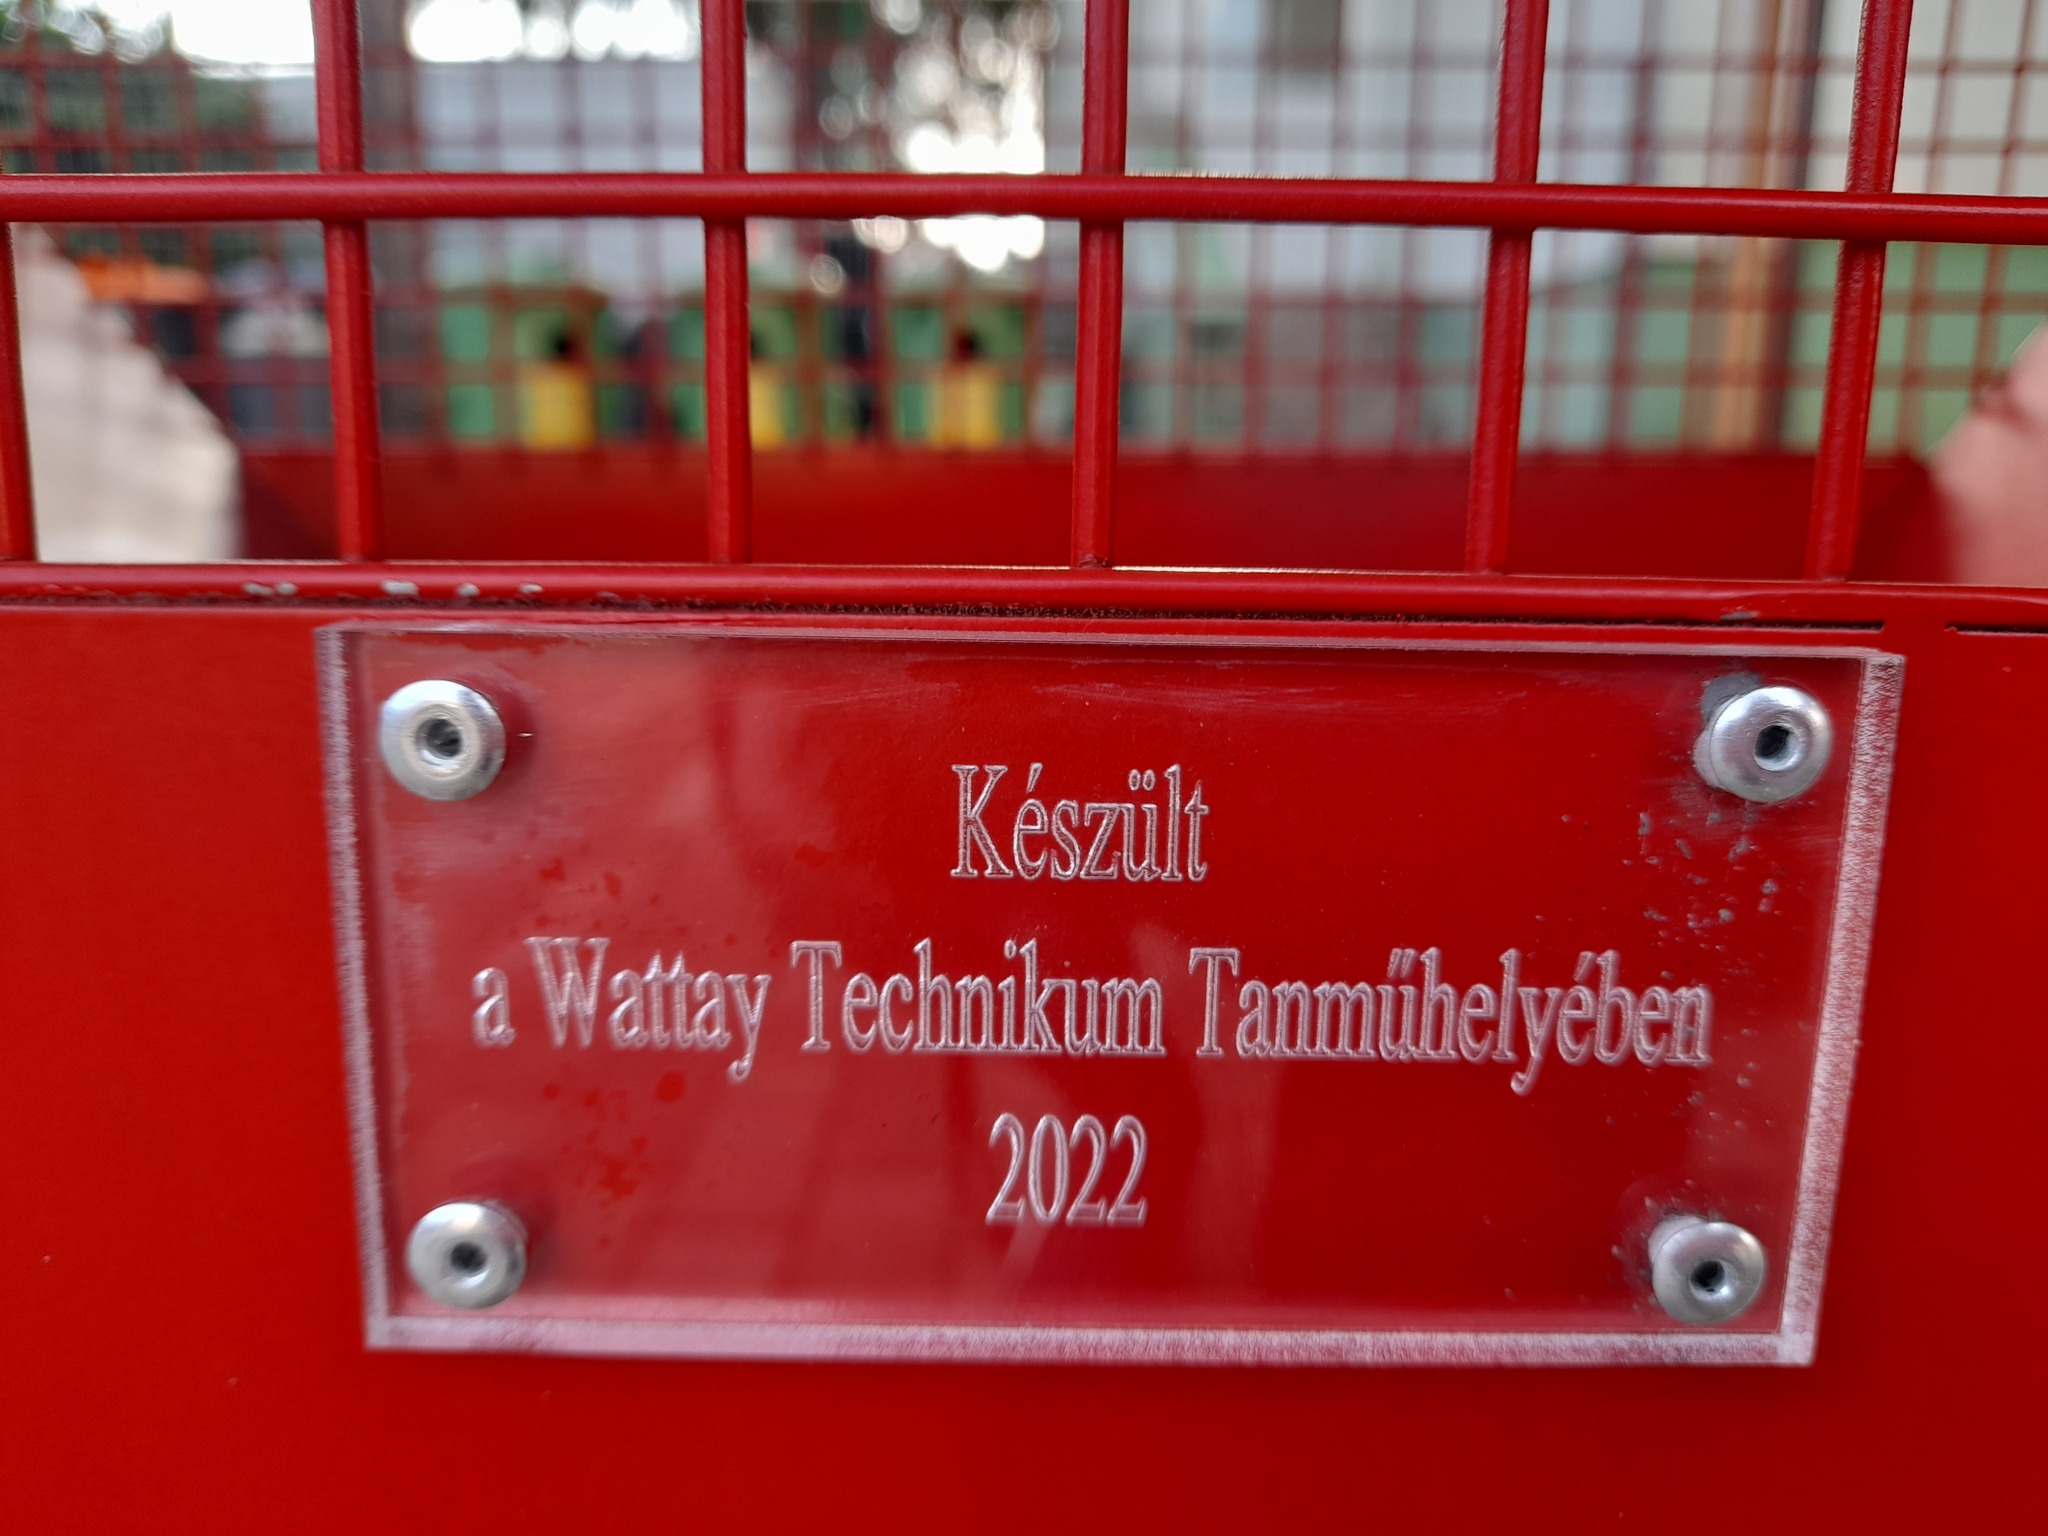 Készült
a Wattay Technikum Tanműhelyében
2022